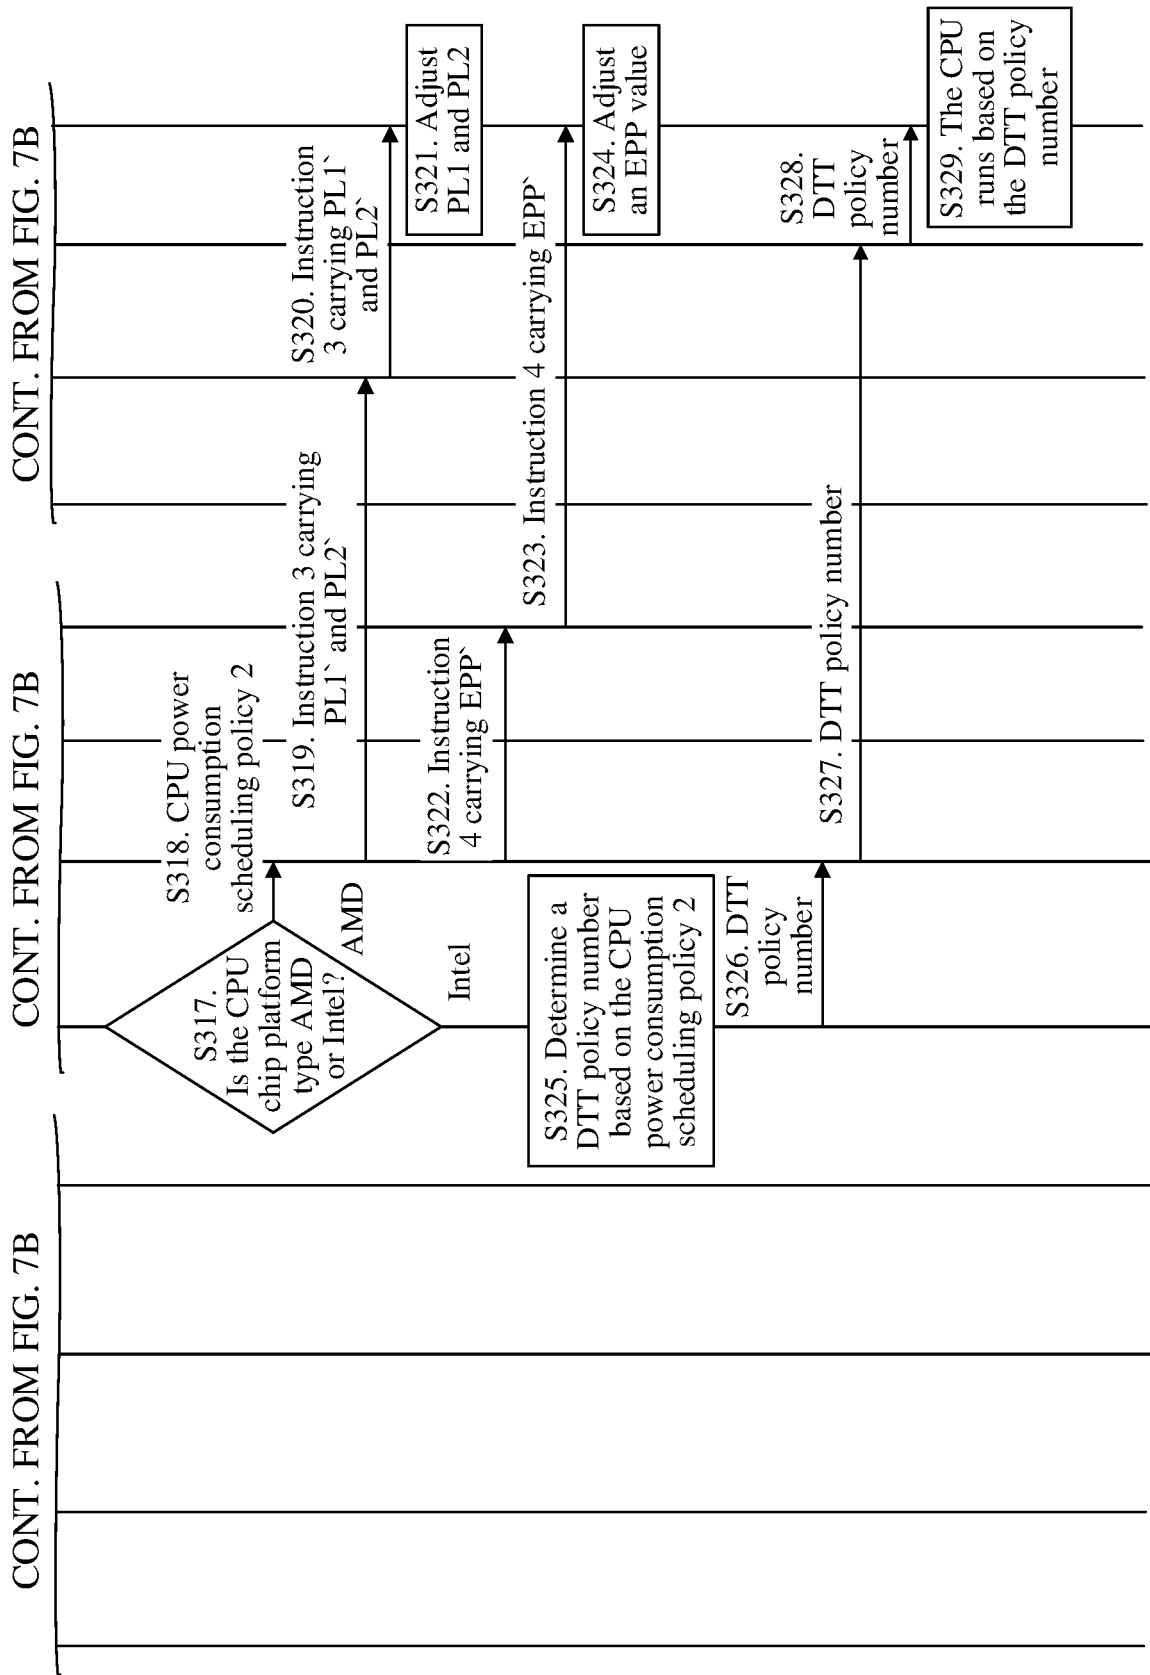 CONT. FROM FIG. 7B
CONT. FROM FIG. 7B
CONT. FROM FIG. 7B
S317.
Is the CPU
chip platform
type AMD
or Intel?
S318. CPU power
consumption
scheduling policy 2
AMD
S319. Instruction 3 carrying
PL1` and PL2`
S320. Instruction
3 carrying PL1`
and PL2`
S321. Adjust
PL1 and PL2
S322. Instruction
4 carrying EPP`
S323. Instruction 4 carrying EPP`
S324. Adjust
an EPP value
Intel
S325. Determine a
DTT policy number
based on the CPU
power consumption
scheduling policy 2
S326. DTT
policy
number
S327. DTT policy number
S328.
DTT
policy
number
S329. The CPU
runs based on
the DTT policy
number